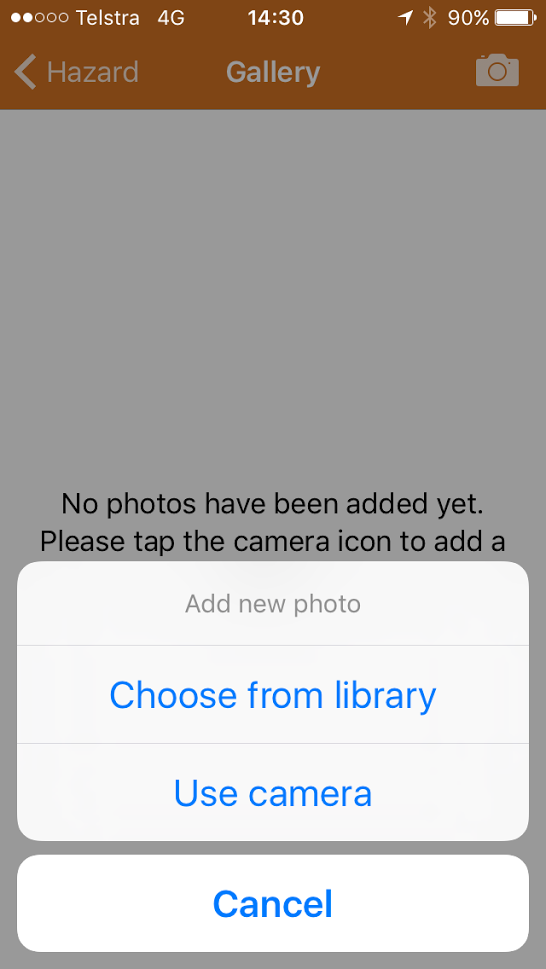 Telstra 4G 14:30 90%
Hazard Gallery
No photos have been added yet.
Please tap the camera icon to add a
Add new photo
Choose from library
Use camera
Cancel